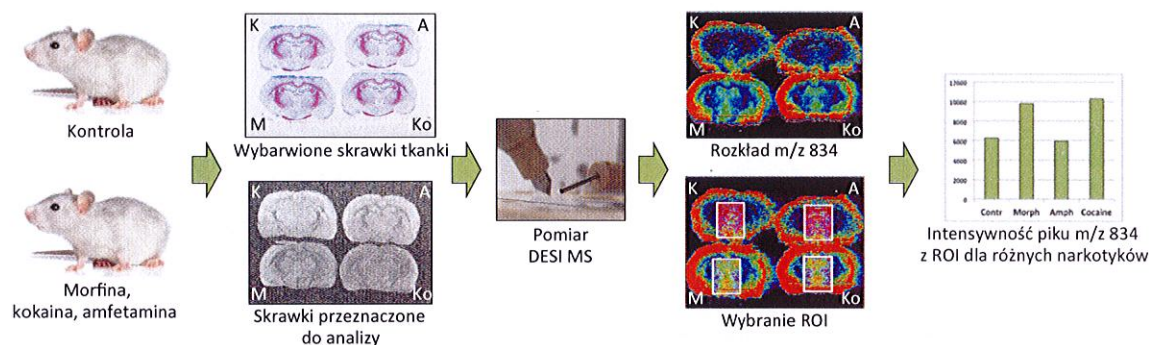 Kontrola
Morfina,
kokaina, amfetamina
K
A
M
Ko
Wybarwione skrawki tkanki
K
A
M
Ko
Skrawki przeznaczone
do analizy
Pomiar
DESI MS
K
A
M
Ko
Rozkład m/z 834
K
A
M
Ko
Wybranie ROI
12000
10000
8000
6000
4000
2000
0
Contr Morph Amph Cocaine
Intensywność piku m/z 834
z ROI dla różnych narkotyków